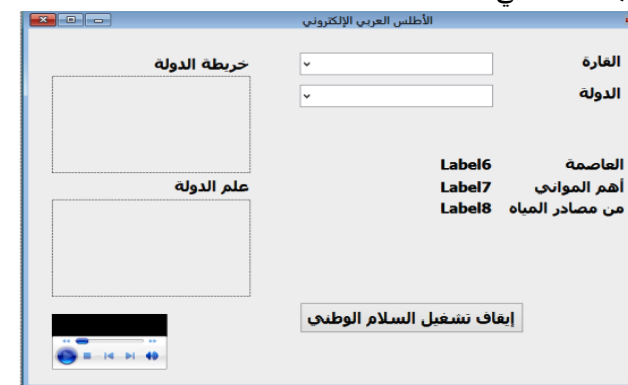 الأطلس العربي الإلكتروني
القارة
خريطة الدولة
الدولة
العاصمة Label6
أهم المواني Label7
علم الدولة
من مصادر المياه Label8
إيقاف تشغيل السلام الوطني